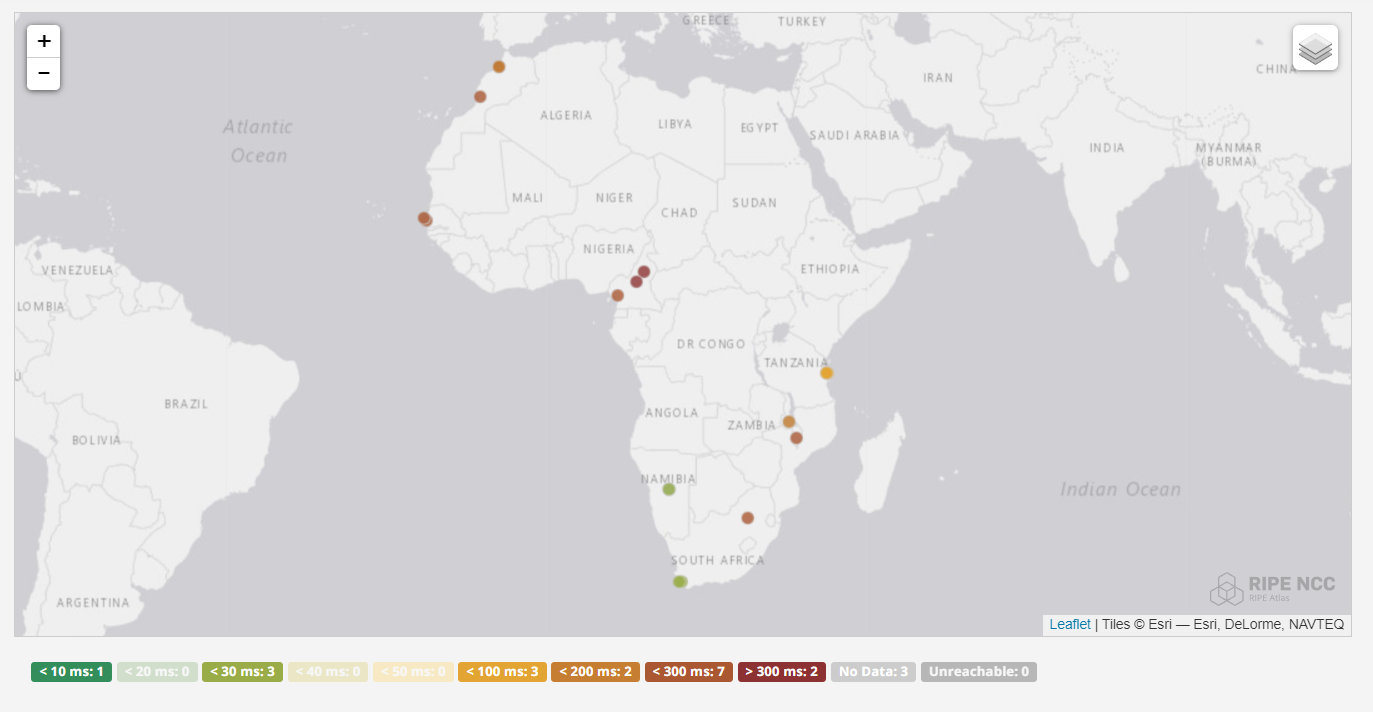 +
−
GREECE
TURKEY
IRAN
CHINA
Atlantic
Ocean
ALGERIA
LIBYA
EGYPT
SAUDI ARABIA
INDIA
MYANMAR
(BURMA)
MALI
NIGER
CHAD
SUDAN
NIGERIA
ETHIOPIA
VENEZUELA
LOMBIA
DR CONGO
TANZANIA
Ú
BRAZIL
ANGOLA
ZAMBIA
BOLIVIA
NAMIBIA
Indian Ocean
SOUTH AFRICA
ARGENTINA
RIPE NCC
RIPE Atlas
Leaflet | Tiles © Esri — Esri, DeLorme, NAVTEQ
< 10 ms: 1 < 20 ms: 0 < 30 ms: 3 < 40 ms: 0 < 50 ms: 0 < 100 ms: 3 < 200 ms: 2 < 300 ms: 7 > 300 ms: 2 No Data: 3 Unreachable: 0